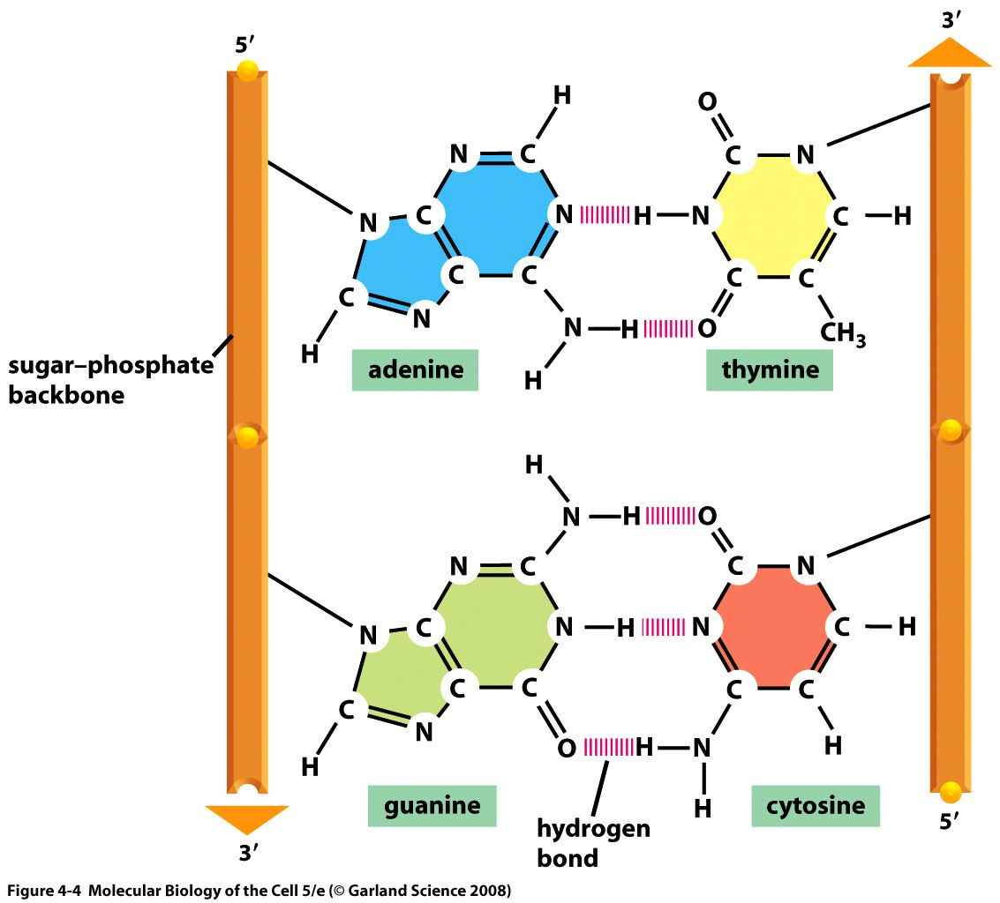 5′
3′
H
O
N
C
C
N
N
C
N
H
N
C
H
N
C
C
C
C
C
C
N
N
H
O
CH3
H
H
adenine
thymine
sugar–phosphate
backbone
H
N
H
O
N
C
C
N
N
C
N
H
N
C
H
C
C
C
C
C
N
O
H
N
H
H
H
guanine
cytosine
hydrogen
bond
3′
5′
Figure 4-4 Molecular Biology of the Cell 5/e (© Garland Science 2008)